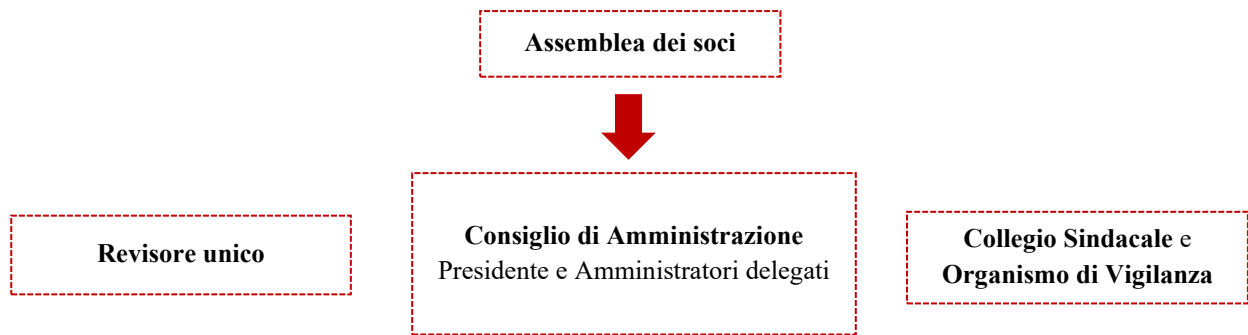 Assemblea dei soci
Revisore unico
Consiglio di Amministrazione
Presidente e Amministratori delegati
Collegio Sindacale e
Organismo di Vigilanza